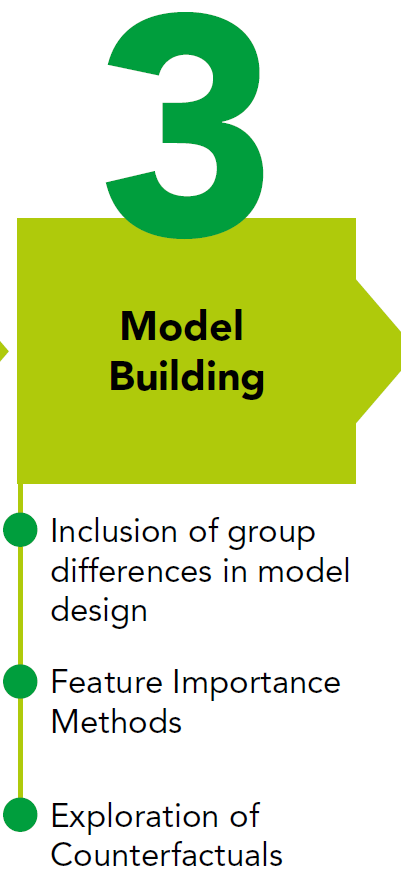 3
Model
Building
Inclusion of group
differences in model
design
Feature Importance
Methods
Exploration of
Counterfactuals